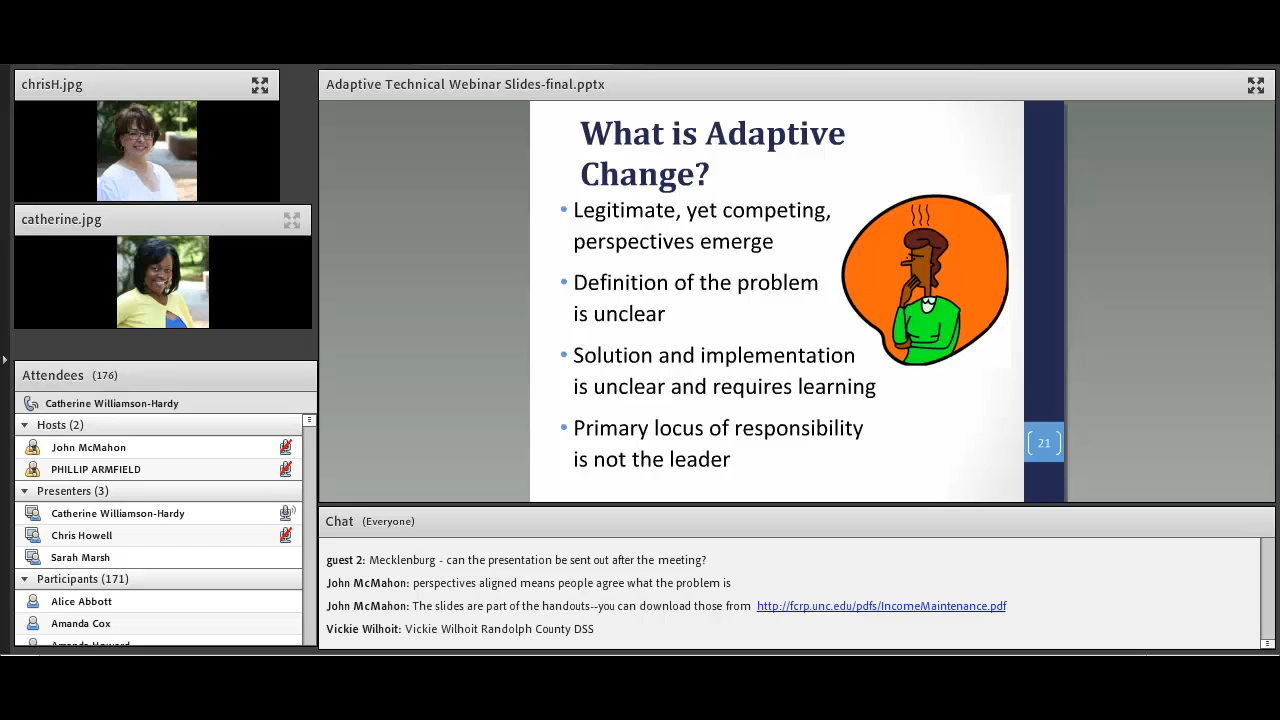 chrisH.jpg
catherine.jpg
Attendees (176)
Catherine Williamson-Hardy
Hosts (2)
John McMahon
PHILLIP ARMFIELD
Presenters (3)
Catherine Williamson-Hardy
Chris Howell
Sarah Marsh
Participants (171)
Alice Abbott
Amanda Cox
Amanda Howard
Adaptive Technical Webinar Slides-final.pptx
What is Adaptive
Change?
• Legitimate, yet competing,
perspectives emerge
• Definition of the problem
is unclear
• Solution and implementation
is unclear and requires learning
• Primary locus of responsibility
is not the leader
21
Chat (Everyone)
guest 2: Mecklenburg - can the presentation be sent out after the meeting?
John McMahon: perspectives aligned means people agree what the problem is
John McMahon: The slides are part of the handouts--you can download those from http://fcrp.unc.edu/pdfs/IncomeMaintenance.pdf
Vickie Wilhoit: Vickie Wilhoit Randolph County DSS